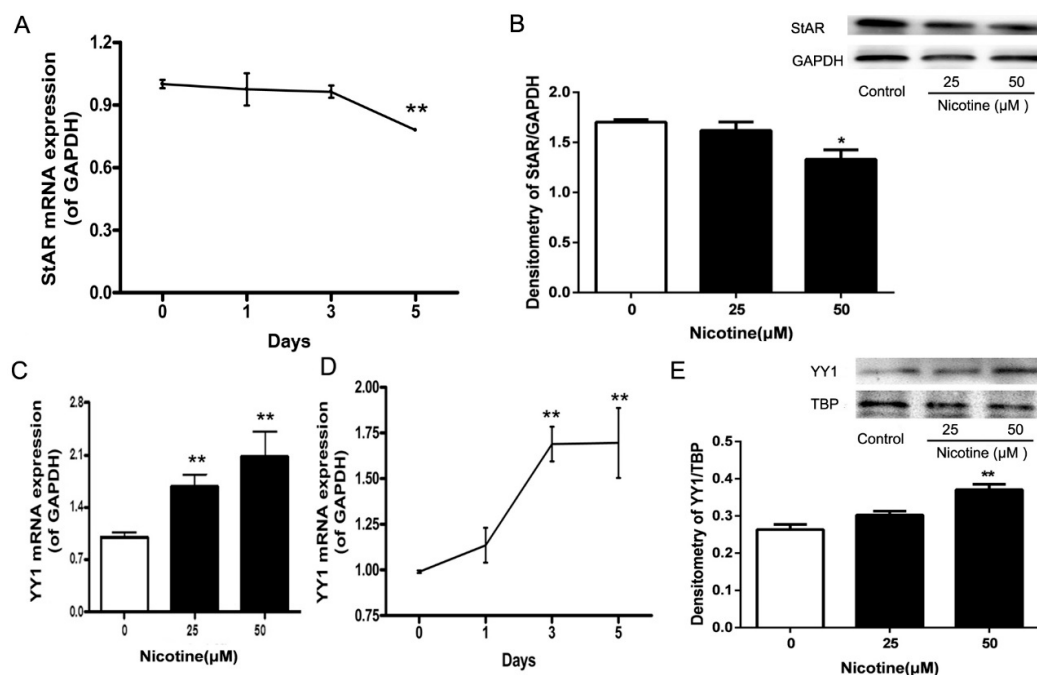 A
StAR mRNA expression
(of GAPDH)
1.2
0.9
0.6
0.3
0.0
**
0 1 3 5
Days
B
StAR
GAPDH
Control 25 50
Nicotine (µM )
Densitometry of StAR/GAPDH
2.0
1.5
1.0
0.5
0.0
*
0 25 50
Nicotine(µM)
C
YY1 mRNA expression
(of GAPDH)
2.8
2.1
1.4
0.7
0.0
** **
0 25 50
Nicotine(µM)
D
YY1 mRNA expression
(of GAPDH)
2.00
1.75
1.50
1.25
1.00
0.75
** **
0 1 3 5
Days
E
YY1
TBP
Control 25 50
Nicotine (µM )
Densitometry of YY1/TBP
0.5
0.4
0.3
0.2
0.1
0.0
**
0 25 50
Nicotine(µM)